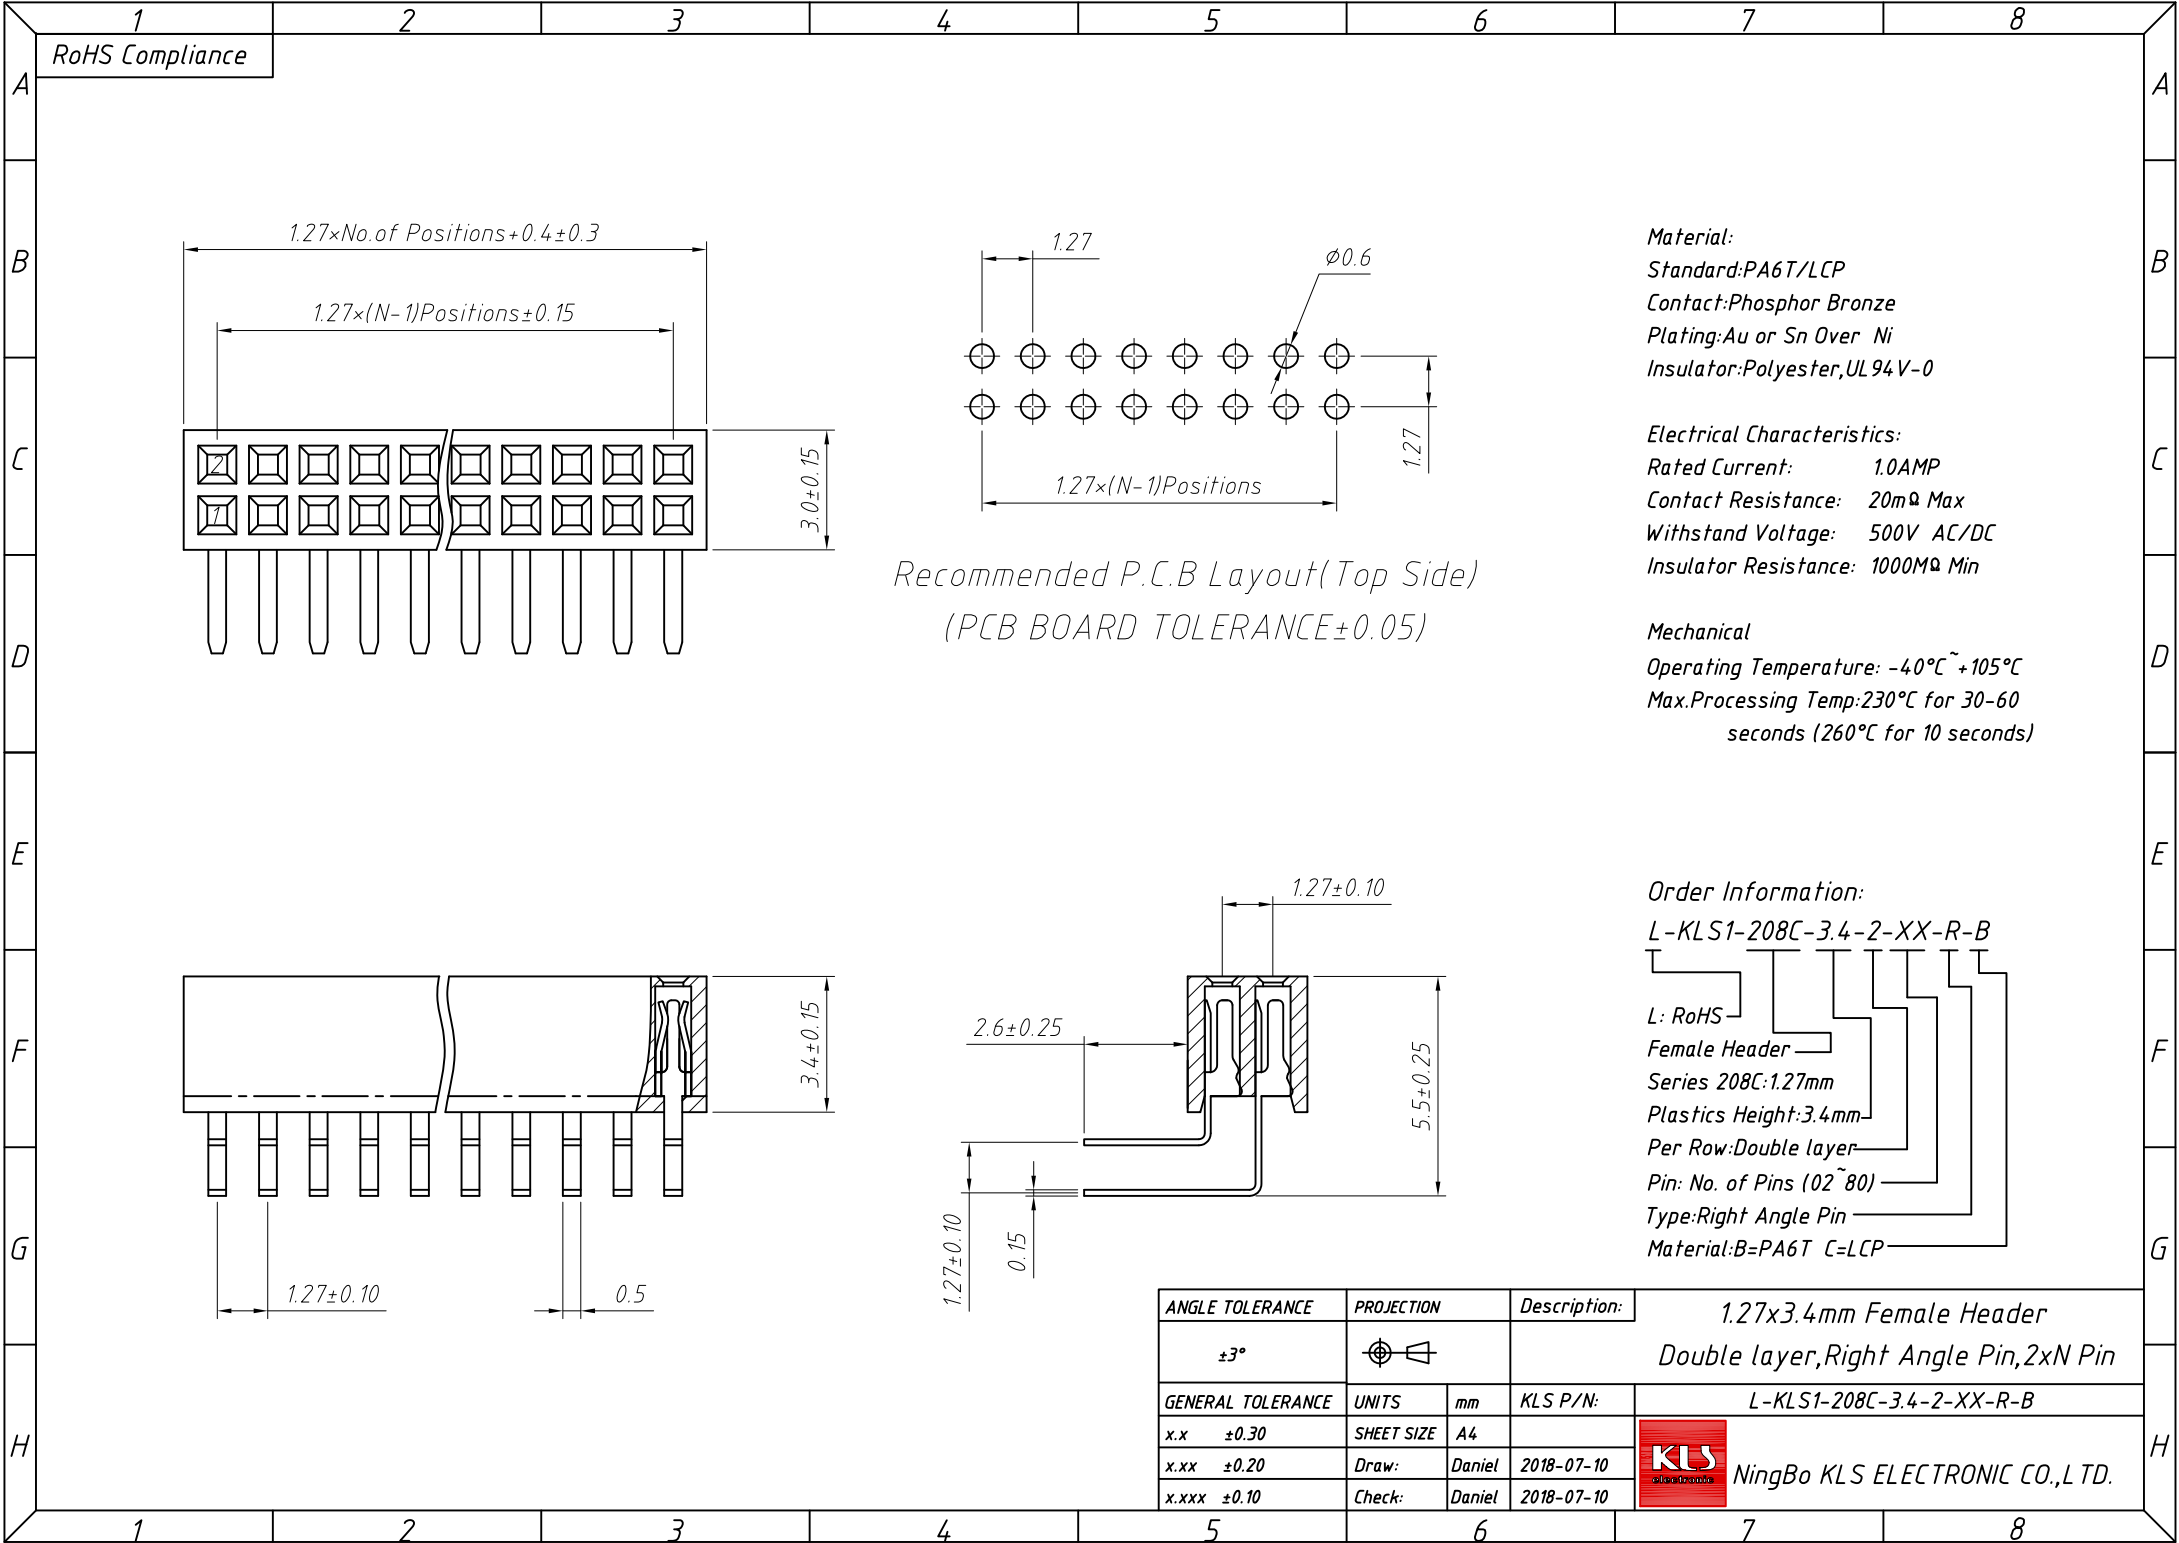 1 2 3 4 5 6 7 8
RoHS Compliance
A A
B B
C C
D D
E E
F F
G G
H H
1.27×No.of Positions+0.4±0.3
1.27×(N-1)Positions±0.15
2
1
3.0±0.15
1.27
Ø0.6
1.27
1.27×(N-1)Positions
Recommended P.C.B Layout(Top Side)
(PCB BOARD TOLERANCE±0.05)
Material:
Standard:PA6T/LCP
Contact:Phosphor Bronze
Plating:Au or Sn Over Ni
Insulator:Polyester,UL94V-0
Electrical Characteristics:
Rated Current: 1.0AMP
Contact Resistance: 20mΩ Max
Withstand Voltage: 500V AC/DC
Insulator Resistance: 1000MΩ Min
Mechanical
Operating Temperature: -40°C~+105°C
Max.Processing Temp:230°C for 30-60
seconds (260°C for 10 seconds)
3.4±0.15
1.27±0.10
0.5
1.27±0.10
2.6±0.25
5.5±0.25
1.27±0.10
0.15
Order Information:
L-KLS1-208C-3.4-2-XX-R-B
L: RoHS
Female Header
Series 208C:1.27mm
Plastics Height:3.4mm
Per Row:Double layer
Pin: No. of Pins (02~80)
Type:Right Angle Pin
Material:B=PA6T C=LCP
ANGLE TOLERANCE
±3°
PROJECTION
Description:
1.27x3.4mm Female Header
Double layer,Right Angle Pin,2xN Pin
GENERAL TOLERANCE
x.x ±0.30
x.xx ±0.20
x.xxx ±0.10
UNITS mm
SHEET SIZE A4
Draw: Daniel 2018-07-10
Check: Daniel 2018-07-10
KLS P/N:
L-KLS1-208C-3.4-2-XX-R-B
KLS
electronic
NingBo KLS ELECTRONIC CO.,LTD.
1 2 3 4 5 6 7 8